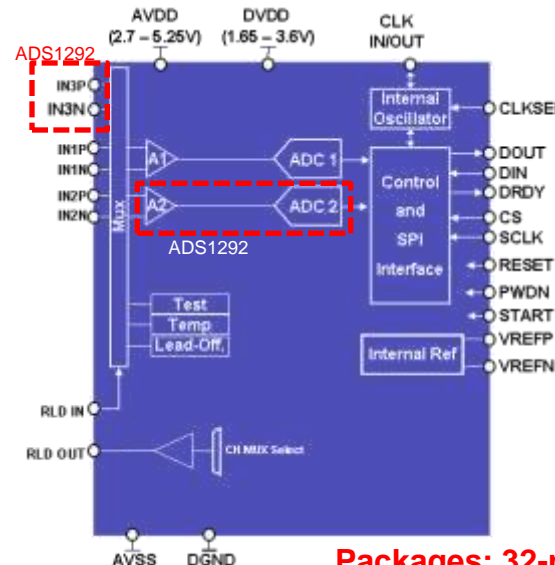 AVDD
(2.7 – 5.25V)
DVDD
(1.65 – 3.6V)
CLK
IN/OUT
ADS1292
IN3P
IN3N
IN1P
IN1N
IN2P
IN2N
Mux
A1
ADC 1
A2
ADC 2
ADS1292
Internal
Oscillator
Control
and
SPI
Interface
CLKSE
DOUT
DIN
DRDY
CS
SCLK
RESET
PWDN
START
VREFP
VREFN
Test
Temp
Lead-Off,
Internal Ref
RLD IN
RLD OUT
CH MUX Select
AVSS
DGND
Packages: 32-